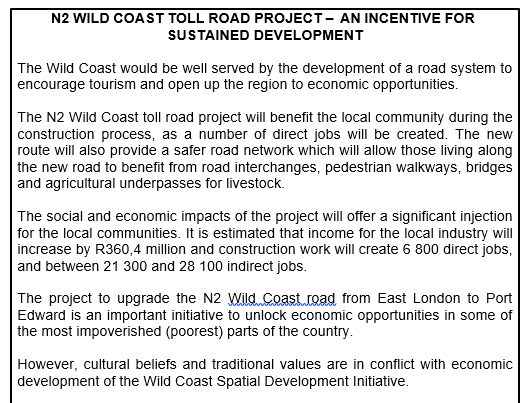 N2 WILD COAST TOLL ROAD PROJECT – AN INCENTIVE FOR
SUSTAINED DEVELOPMENT
The Wild Coast would be well served by the development of a road system to
encourage tourism and open up the region to economic opportunities.
The N2 Wild Coast toll road project will benefit the local community during the
construction process, as a number of direct jobs will be created. The new
route will also provide a safer road network which will allow those living along
the new road to benefit from road interchanges, pedestrian walkways, bridges
and agricultural underpasses for livestock.
The social and economic impacts of the project will offer a significant injection
for the local communities. It is estimated that income for the local industry will
increase by R360,4 million and construction work will create 6 800 direct jobs,
and between 21 300 and 28 100 indirect jobs.
The project to upgrade the N2 Wild Coast road from East London to Port
Edward is an important initiative to unlock economic opportunities in some of
the most impoverished (poorest) parts of the country.
However, cultural beliefs and traditional values are in conflict with economic
development of the Wild Coast Spatial Development Initiative.